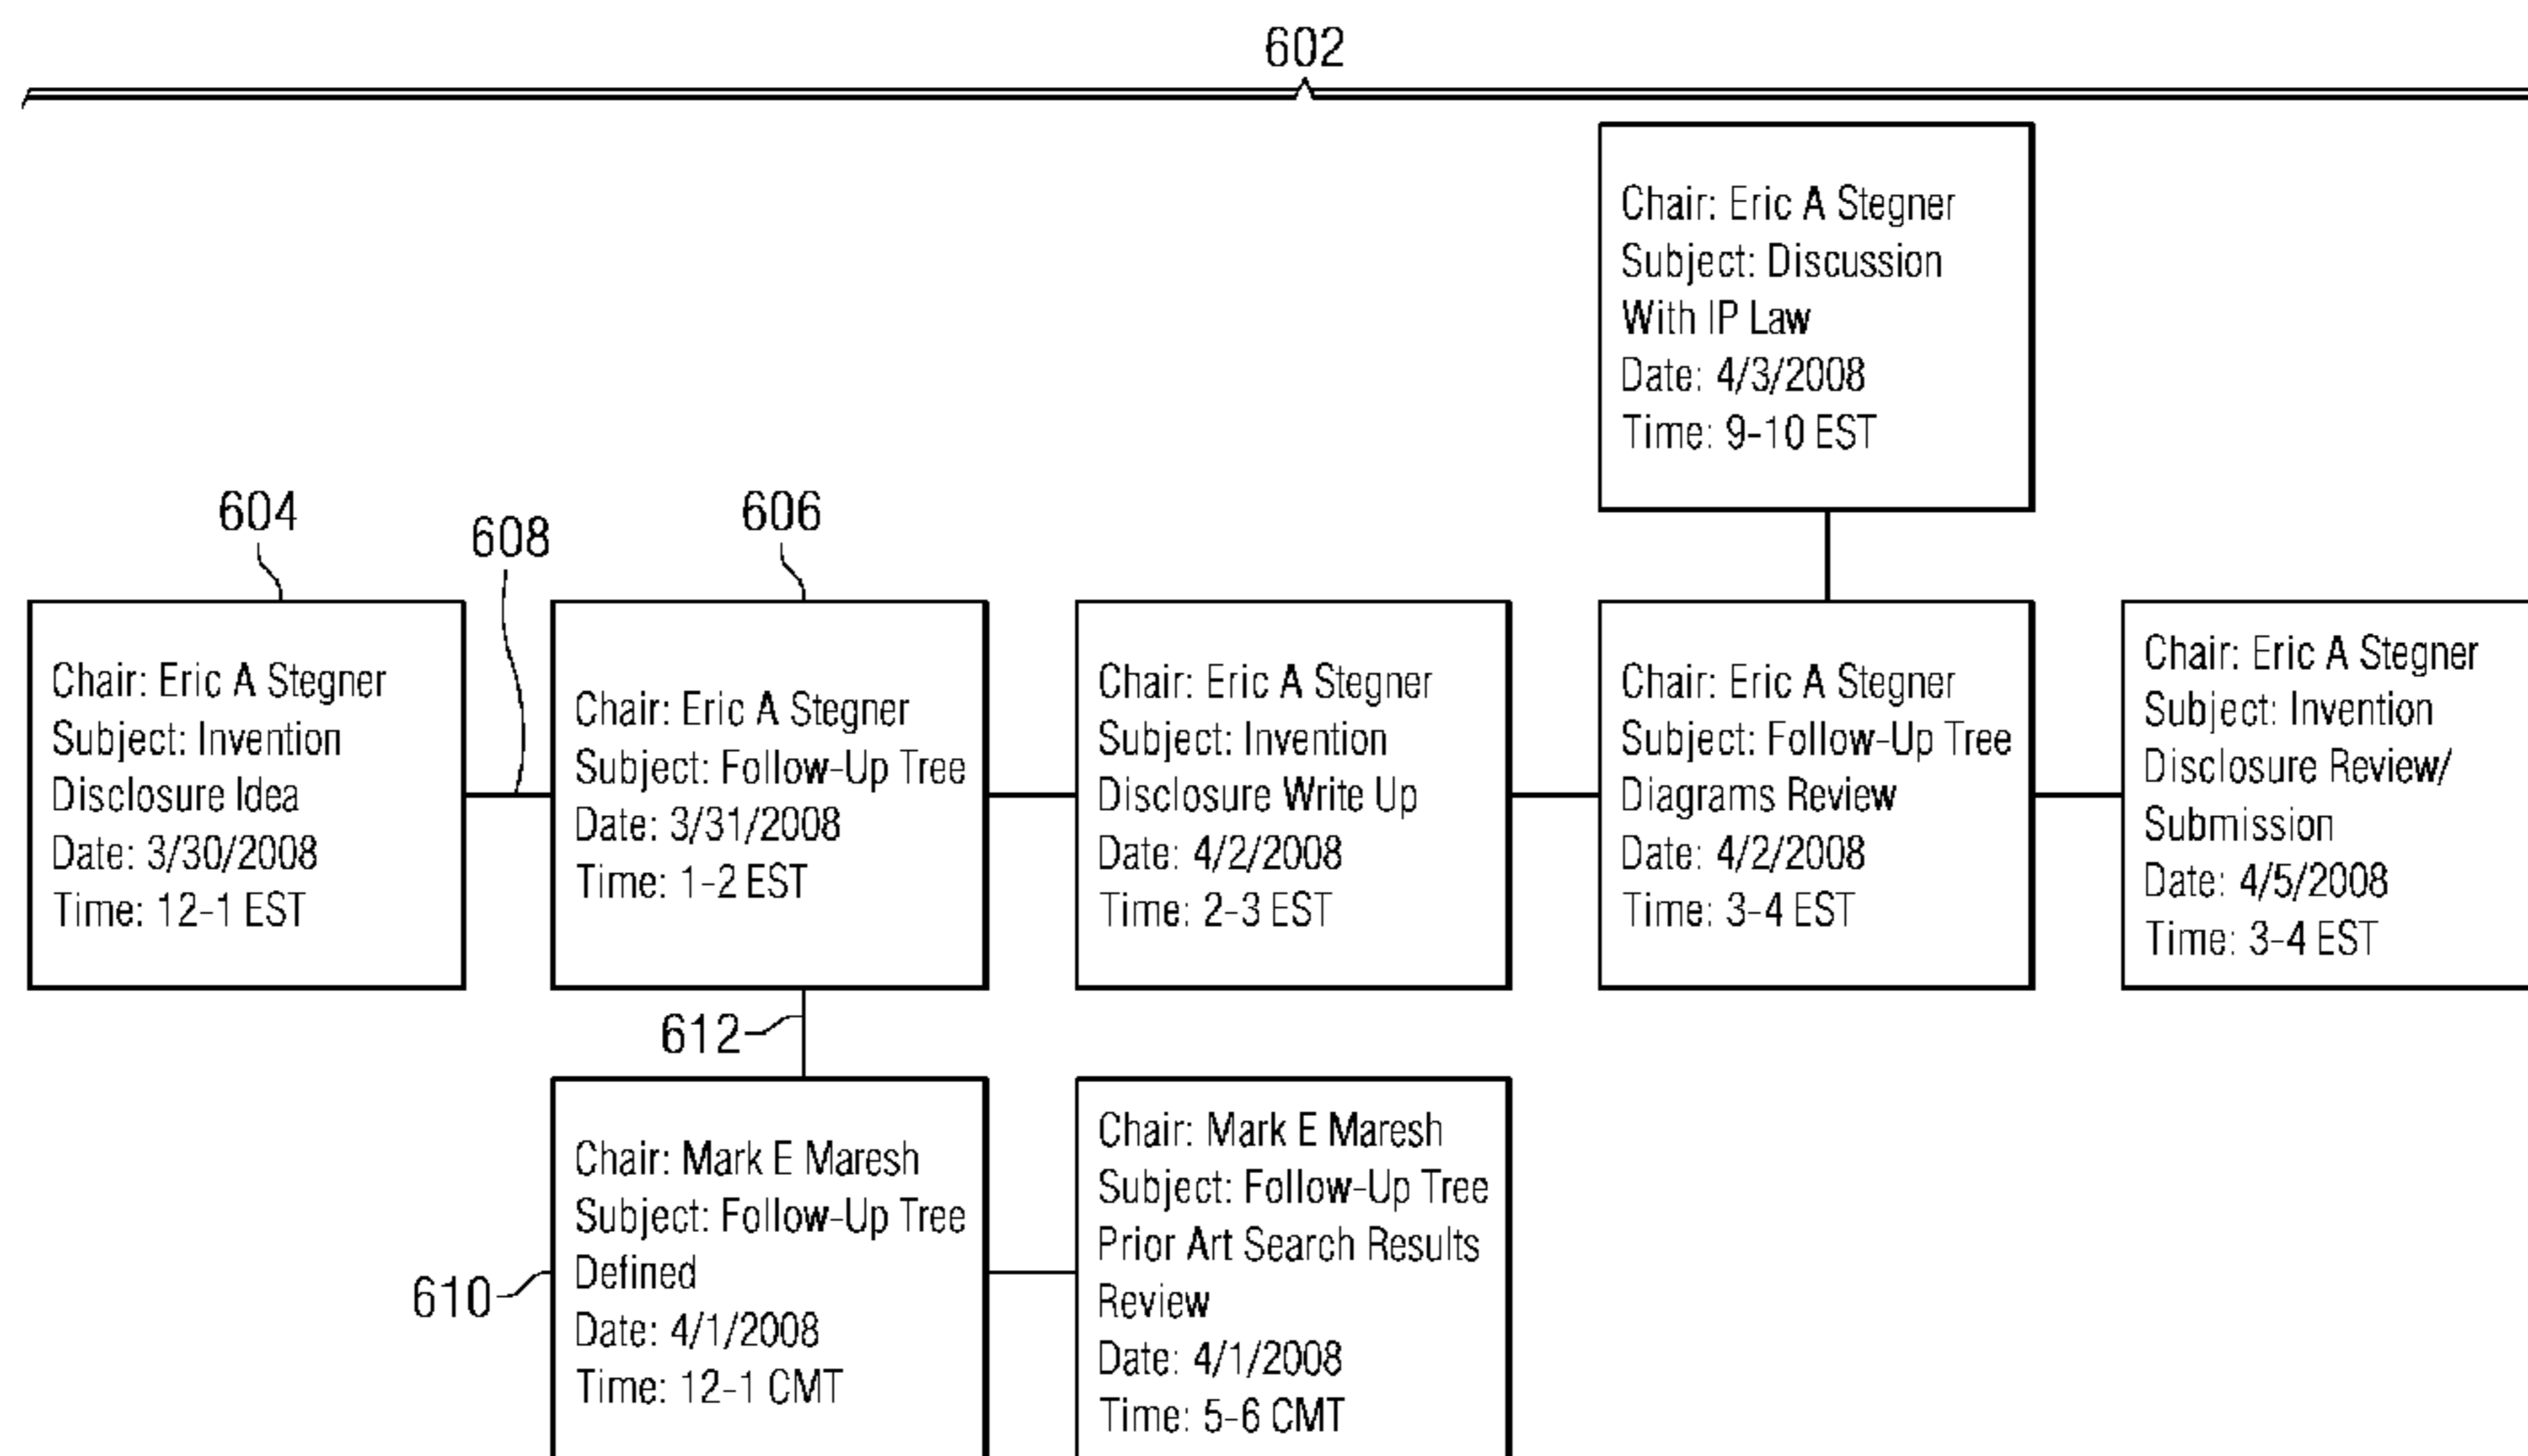 602
Chair: Eric A Stegner
Subject: Discussion
With IP Law
Date: 4/3/2008
Time: 9-10 EST
604
608
606
Chair: Eric A Stegner
Subject: Invention
Disclosure Idea
Date: 3/30/2008
Time: 12-1 EST
Chair: Eric A Stegner
Subject: Follow-Up Tree
Date: 3/31/2008
Time: 1-2 EST
Chair: Eric A Stegner
Subject: Invention
Disclosure Write Up
Date: 4/2/2008
Time: 2-3 EST
Chair: Eric A Stegner
Subject: Follow-Up Tree
Diagrams Review
Date: 4/2/2008
Time: 3-4 EST
Chair: Eric A Stegner
Subject: Invention
Disclosure Review/
Submission
Date: 4/5/2008
Time: 3-4 EST
612
610
Chair: Mark E Maresh
Subject: Follow-Up Tree
Defined
Date: 4/1/2008
Time: 12-1 CMT
Chair: Mark E Maresh
Subject: Follow-Up Tree
Prior Art Search Results
Review
Date: 4/1/2008
Time: 5-6 CMT